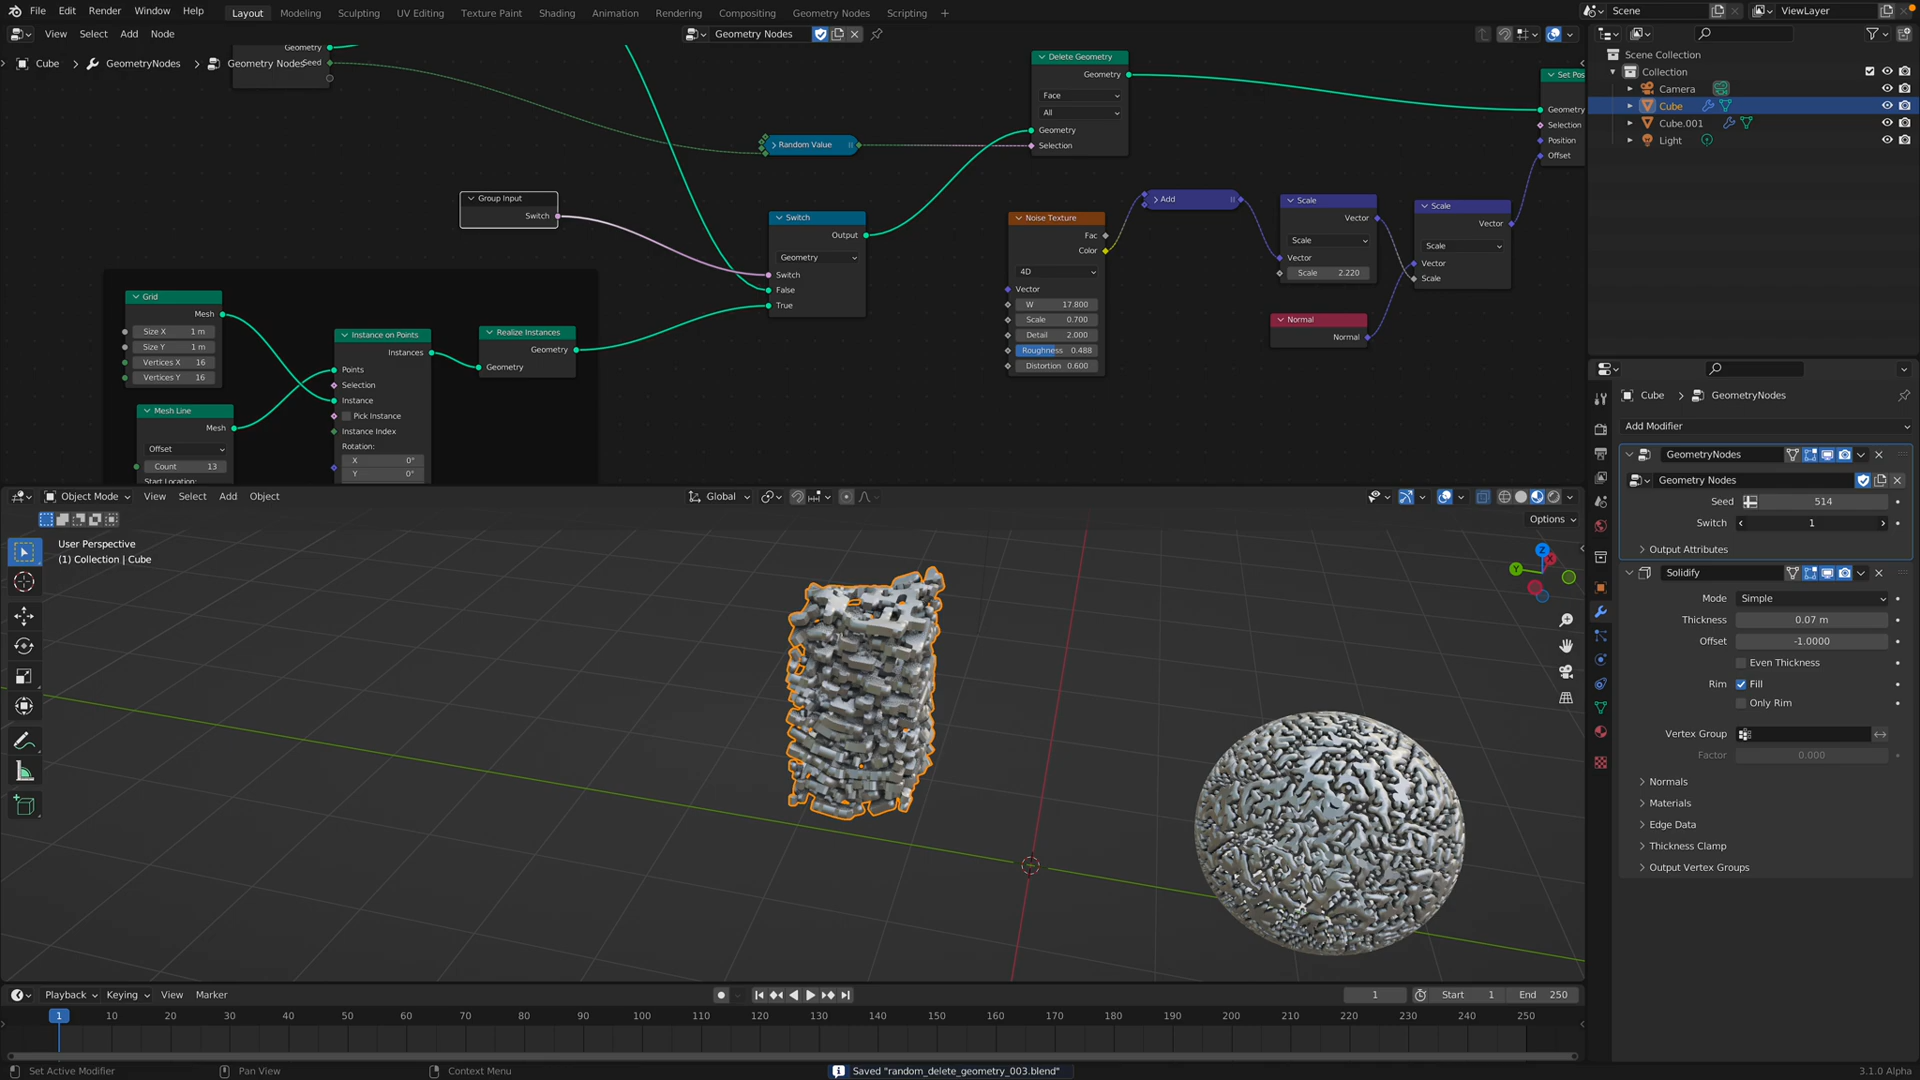 File Edit Render Window Help Layout Modeling Sculpting UV Editing Texture Paint Shading Animation Rendering Compositing Geometry Nodes Scripting + Scene ViewLayer
View Select Add Node Geometry Nodes
Geometry
Cube GeometryNodes Geometry Nodes
Seed
Delete Geometry
Geometry
Face
All
Geometry
Selection
Set Pos
Geometry
Selection
Position
Offset
Random Value
Group Input
Switch
Switch
Output
Geometry
Switch
False
True
Noise Texture
Fac
Color
4D
Vector
W 17.800
Scale 0.700
Detail 2.000
Roughness 0.488
Distortion 0.600
Add
Scale
Vector
Scale
Vector
Scale 2.220
Scale
Vector
Scale
Vector
Scale
Normal
Normal
Grid
Mesh
Size X 1 m
Size Y 1 m
Vertices X 16
Vertices Y 16
Mesh Line
Mesh
Offset
Count 13
Start Location:
Instance on Points
Instances
Points
Selection
Instance
Pick Instance
Instance Index
Rotation:
X 0°
Y 0°
Realize Instances
Geometry
Geometry
Scene Collection
Collection
Camera
Cube
Cube.001
Light
Cube GeometryNodes
Add Modifier
GeometryNodes
Geometry Nodes
Seed 514
Switch 1
Output Attributes
Solidify
Mode Simple
Thickness 0.07 m
Offset -1.0000
Even Thickness
Rim Fill
Only Rim
Vertex Group
Factor 0.000
Normals
Materials
Edge Data
Thickness Clamp
Output Vertex Groups
Object Mode View Select Add Object Global
Options
User Perspective
(1) Collection | Cube
Z
Y
X
Playback Keying View Marker 1 Start 1 End 250
1 10 20 30 40 50 60 70 80 90 100 110 120 130 140 150 160 170 180 190 200 210 220 230 240 250
Set Active Modifier Pan View Context Menu Saved "random_delete_geometry_003.blend" 3.1.0 Alpha